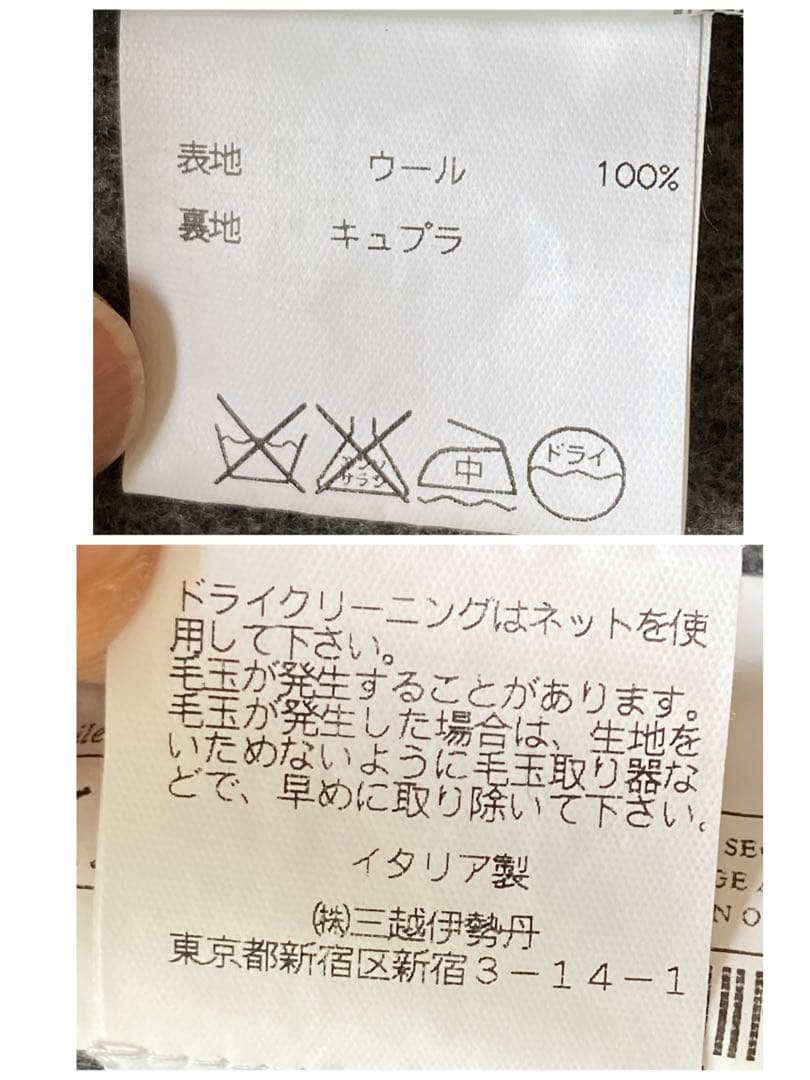 表地 ウール 100%
裏地 キュプラ
中
ドライ
ドライクリーニングはネットを使
用して下さい。
毛玉が発生することがあります。
毛玉が発生した場合は、生地を
いためないように毛玉取り器な
どで、早めに取り除いて下さい。
イタリア製
㈱三越伊勢丹
東京都新宿区新宿3-14-1
SE
GE
N O